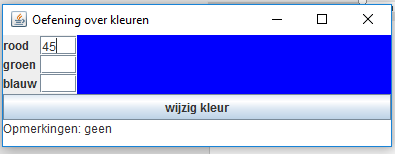 Oefening over kleuren
rood 45
groen
blauw
wijzig kleur
Opmerkingen: geen